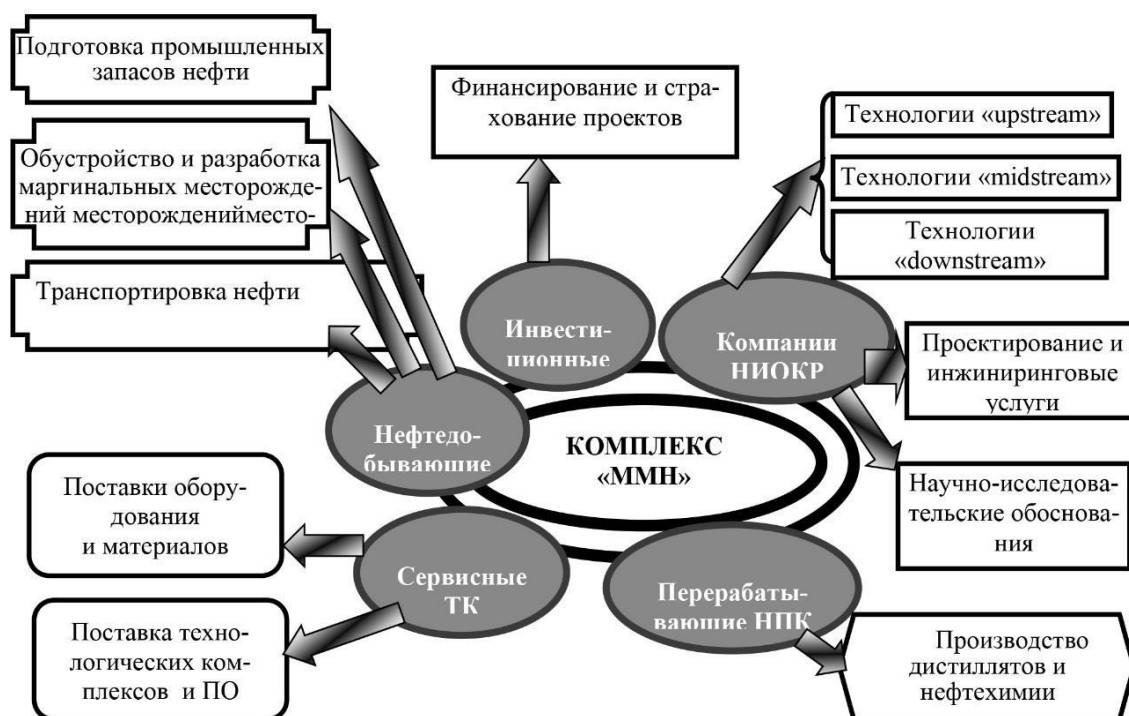 Подготовка промышленных
запасов нефти
Финансирование и стра-
хование проектов
Технологии «upstream»
Обустройство и разработка
маргинальных месторожде-
ний месторожденийместо-
Технологии «midstream»
Технологии
«downstream»
Транспортировка нефти
Инвести-
ционные
Компании
НИОКР
Проектирование и
инжиниринговые
услуги
Нефтедо-
бывающие
КОМПЛЕКС
«ММН»
Поставки обору-
дования
и материалов
Научно-исследова-
тельские обоснова-
ния
Сервисные
ТК
Перерабаты-
вающие НПК
Поставка техно-
логических ком-
плексов и ПО
Производство
дистиллятов и
нефтехимии